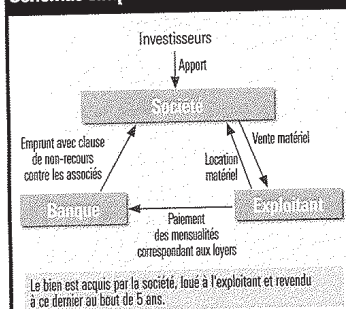 Investisseurs
Apport
Société
Emprunt avec clause
de non-recours
contre les associés
Location
matériel
Vente matériel
Banque
Exploitant
Paiement
des mensualités
correspondant aux loyers
Le bien est acquis par la société, loué à l'exploitant et revendu
à ce dernier au bout de 5 ans.